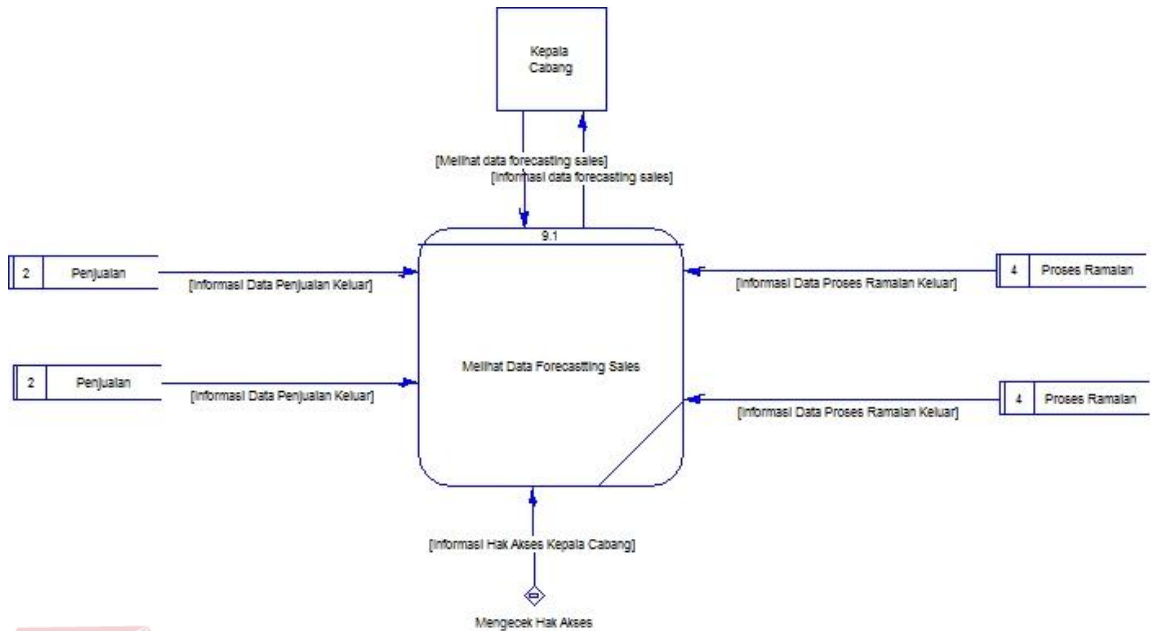 Kepala
Cabang
[Melihat data forecasting sales]
[Informasi data forecasting sales]
9.1
2 Penjualan
[Informasi Data Penjualan Keluar]
4 Proses Ramalan
[Informasi Data Proses Ramalan Keluar]
Melihat Data Forecastting Sales
2 Penjualan
[Informasi Data Penjualan Keluar]
4 Proses Ramalan
[Informasi Data Proses Ramalan Keluar]
[Informasi Hak Akses Kepala Cabang]
Mengecek Hak Akses